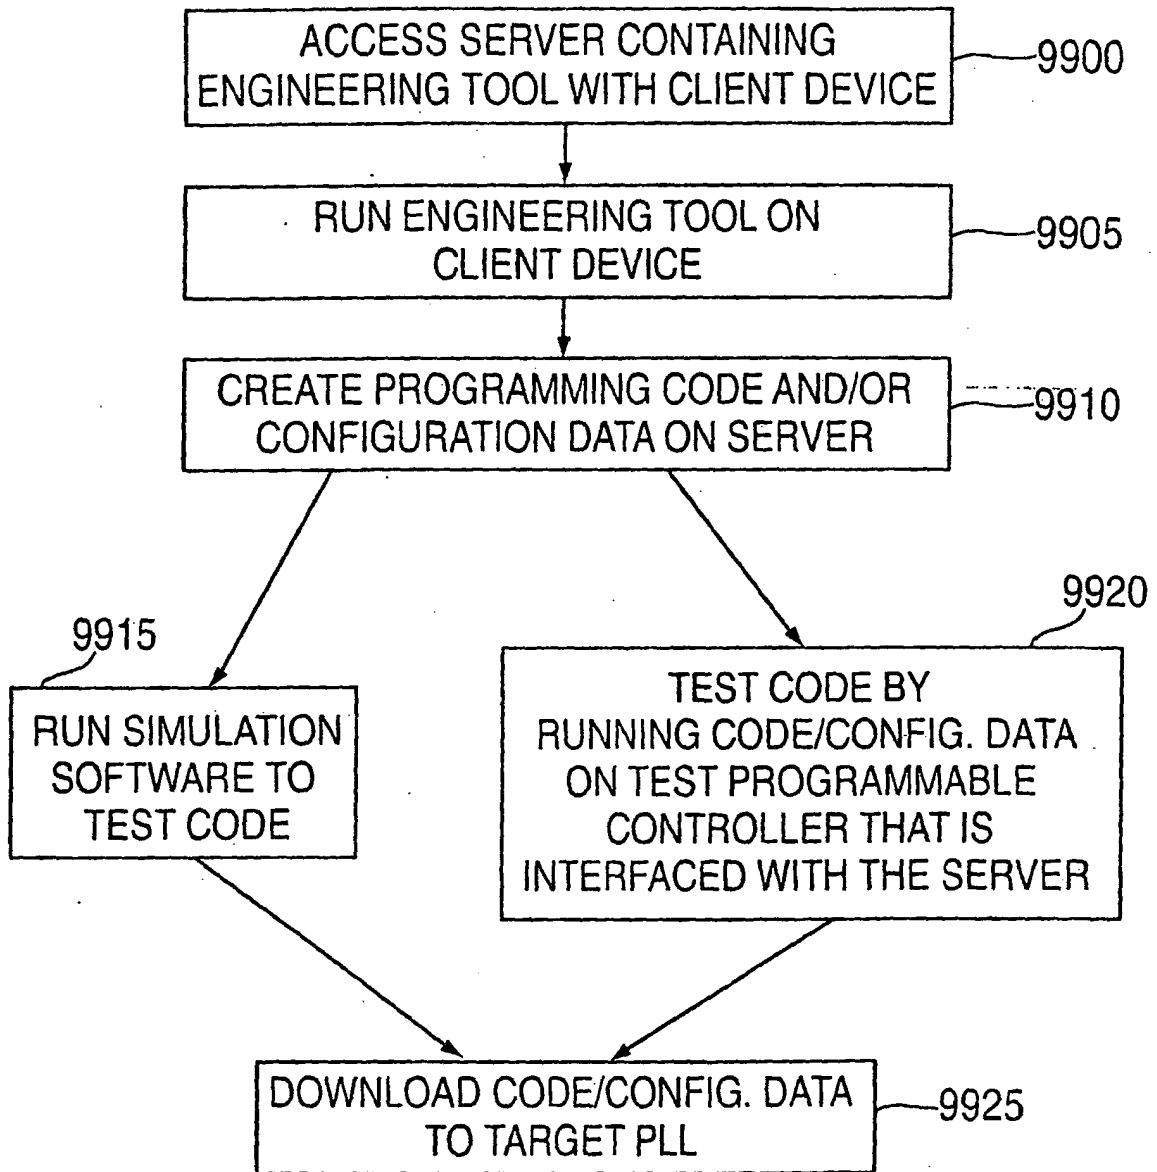 ACCESS SERVER CONTAINING
ENGINEERING TOOL WITH CLIENT DEVICE
9900
RUN ENGINEERING TOOL ON
CLIENT DEVICE
9905
CREATE PROGRAMMING CODE AND/OR
CONFIGURATION DATA ON SERVER
9910
9915
RUN SIMULATION
SOFTWARE TO
TEST CODE
9920
TEST CODE BY
RUNNING CODE/CONFIG. DATA
ON TEST PROGRAMMABLE
CONTROLLER THAT IS
INTERFACED WITH THE SERVER
DOWNLOAD CODE/CONFIG. DATA
TO TARGET PLL
9925